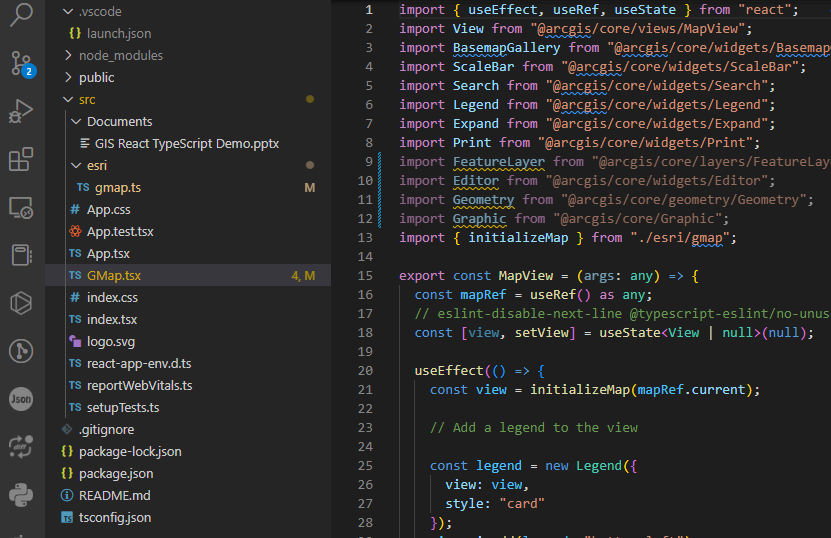 .vscode
{} launch.json
node_modules
public
src
Documents
GIS React TypeScript Demo.pptx
esri
TS gmap.ts M
# App.css
App.test.tsx
TS App.tsx
TS GMap.tsx 4, M
# index.css
TS index.tsx
logo.svg
TS react-app-env.d.ts
TS reportWebVitals.ts
TS setupTests.ts
.gitignore
{} package-lock.json
{} package.json
README.md
TS tsconfig.json
2
Json
1 import { useEffect, useRef, useState } from "react";
2 import View from "@arcgis/core/views/MapView";
3 import BasemapGallery from "@arcgis/core/widgets/Basemap
4 import ScaleBar from "@arcgis/core/widgets/ScaleBar";
5 import Search from "@arcgis/core/widgets/Search";
6 import Legend from "@arcgis/core/widgets/Legend";
7 import Expand from "@arcgis/core/widgets/Expand";
8 import Print from "@arcgis/core/widgets/Print";
9 import FeatureLayer from "@arcgis/core/layers/FeatureLay
10 import Editor from "@arcgis/core/widgets/Editor";
11 import Geometry from "@arcgis/core/geometry/Geometry";
12 import Graphic from "@arcgis/core/Graphic";
13 import { initializeMap } from "./esri/gmap";
14
15 export const MapView = (args: any) => {
16 const mapRef = useRef() as any;
17 // eslint-disable-next-line @typescript-eslint/no-unus
18 const [view, setView] = useState<View | null>(null);
19
20 useEffect(() => {
21 const view = initializeMap(mapRef.current);
22
23 // Add a legend to the view
24
25 const legend = new Legend({
26 view: view,
27 style: "card"
28 });